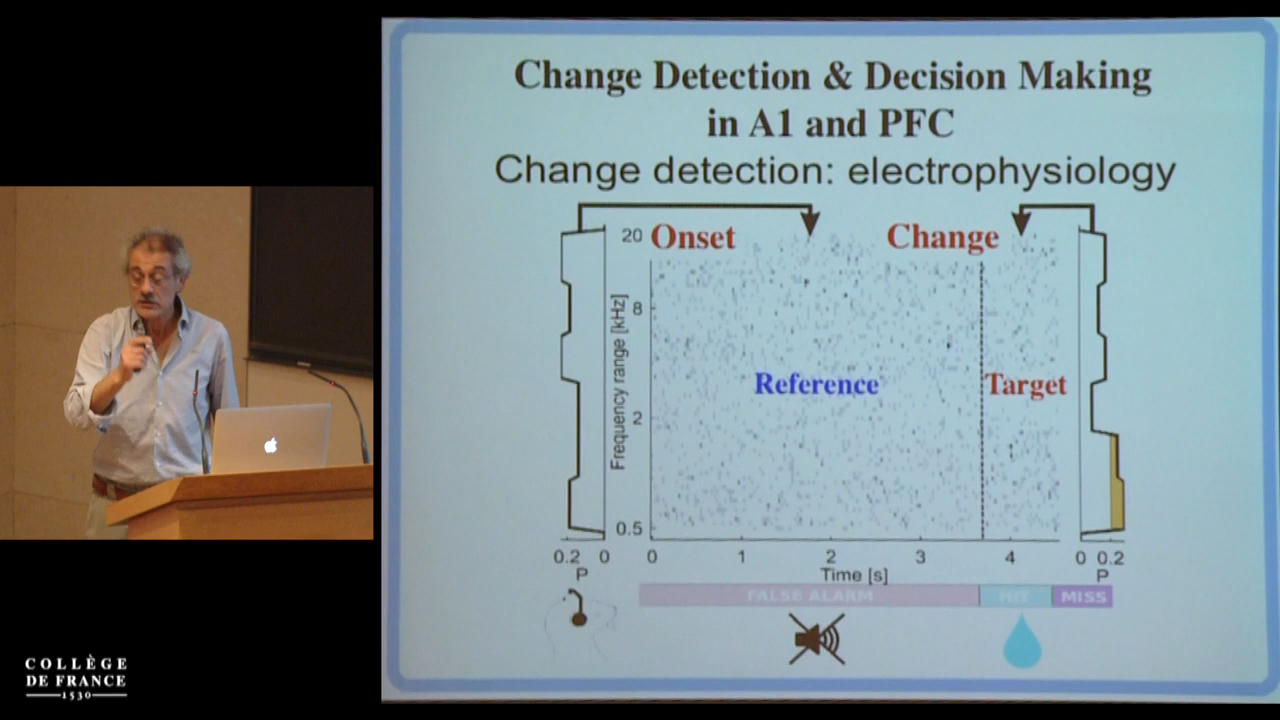 Change Detection & Decision Making
in A1 and PFC
Change detection: electrophysiology
Onset
Change
Reference
Target
Frequency range [kHz]
20
8
2
0.5
0 1 2 3 4
Time [s]
0.2 0
P
0 0.2
P
FALSE ALARM
HIT
MISS
COLLÈGE
DE FRANCE
1530